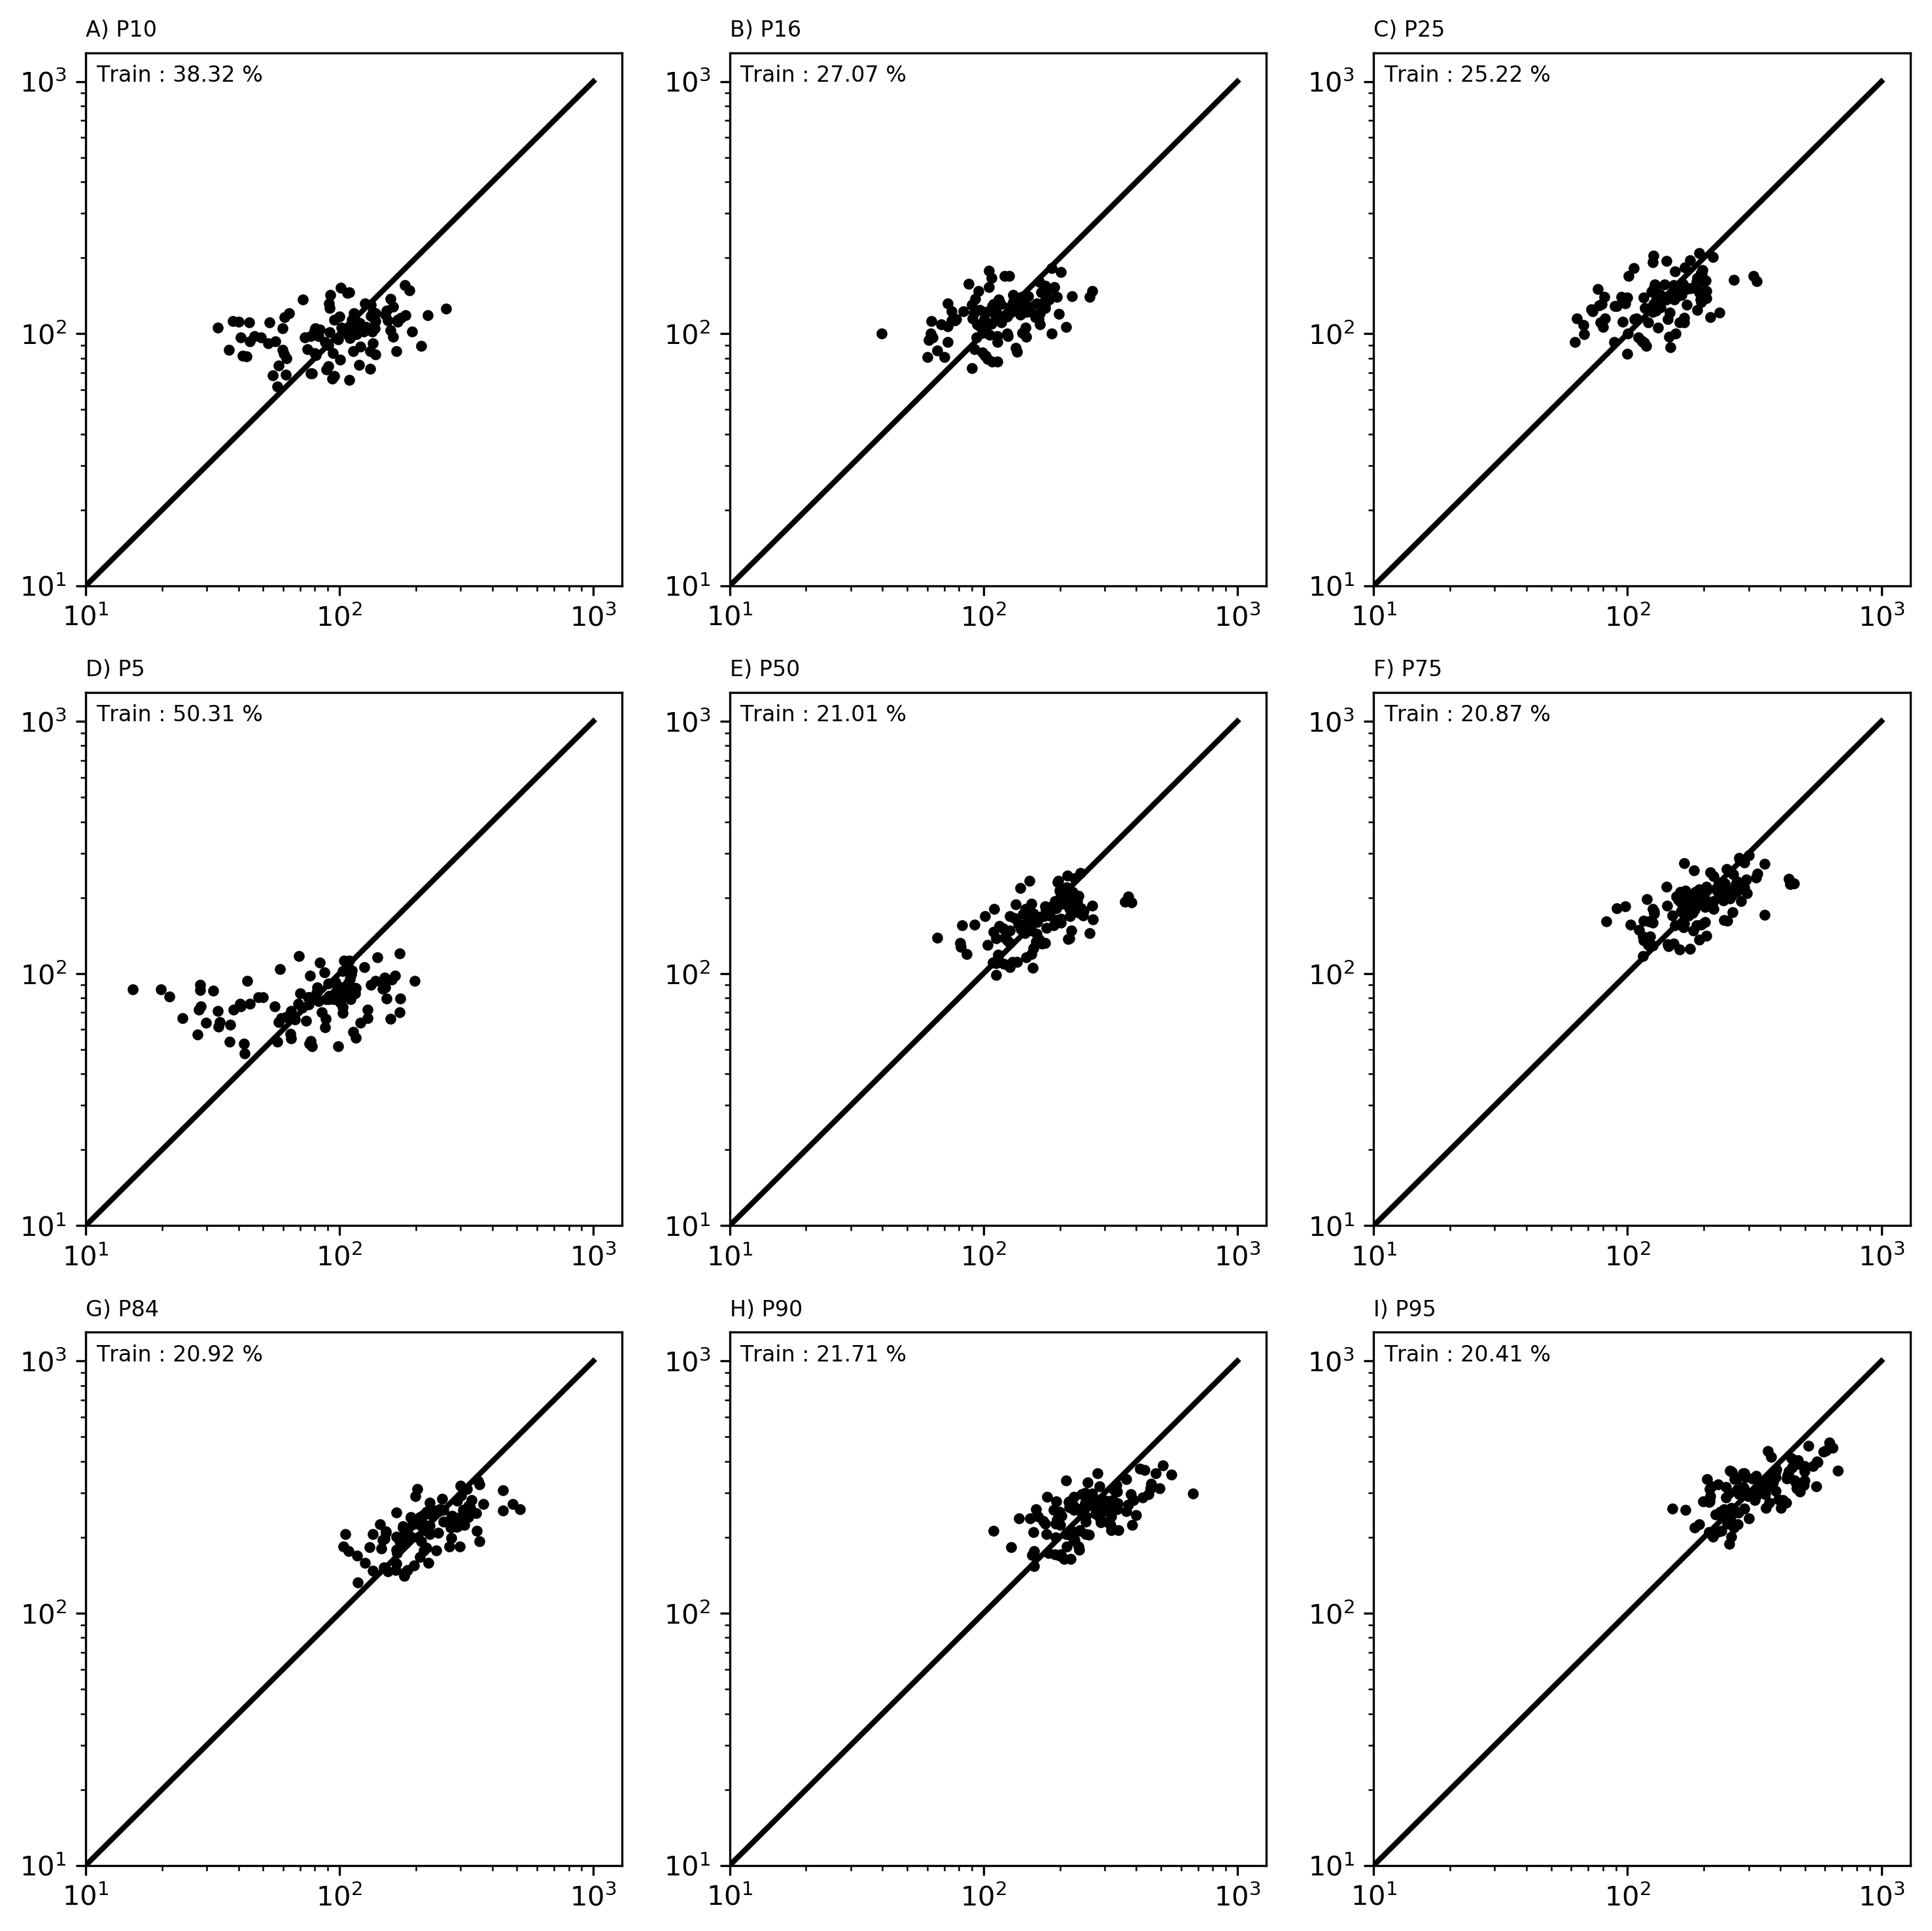 A) P10
B) P16
C) P25
Train : 38.32 %
Train : 27.07 %
Train : 25.22 %
10³
10²
10¹
10¹ 10² 10³
10³
10²
10¹
10¹ 10² 10³
10³
10²
10¹
10¹ 10² 10³
D) P5
E) P50
F) P75
Train : 50.31 %
Train : 21.01 %
Train : 20.87 %
10³
10²
10¹
10¹ 10² 10³
10³
10²
10¹
10¹ 10² 10³
10³
10²
10¹
10¹ 10² 10³
G) P84
H) P90
I) P95
Train : 20.92 %
Train : 21.71 %
Train : 20.41 %
10³
10²
10¹
10¹ 10² 10³
10³
10²
10¹
10¹ 10² 10³
10³
10²
10¹
10¹ 10² 10³